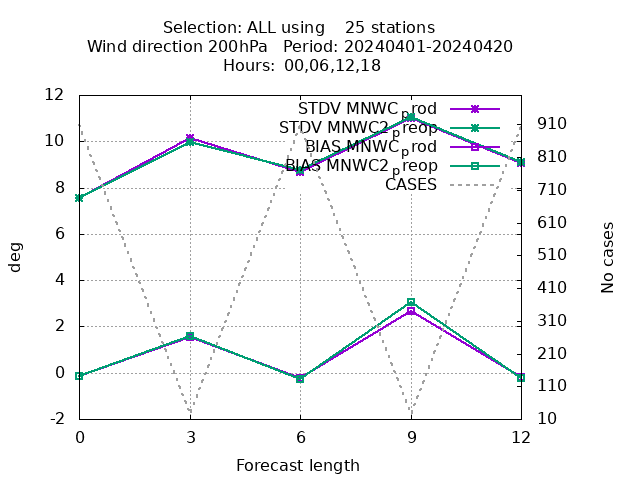 Selection: ALL using 25 stations
Wind direction 200hPa Period: 20240401-20240420
Hours: 00,06,12,18
STDV MNWC_prod
STDV MNWC2_preop
BIAS MNWC_prod
BIAS MNWC2_preop
CASES
12
10
8
6
4
2
0
-2
deg
910
810
710
610
510
410
310
210
110
10
No cases
0 3 6 9 12
Forecast length